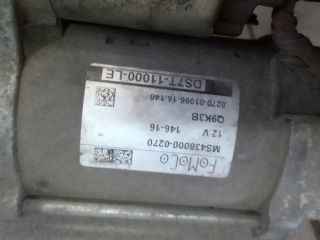 FoMoCo
MS438000-0270
12 V 146-16
Q9K3B
0270-01096-16-146
DS7T-11000-LE